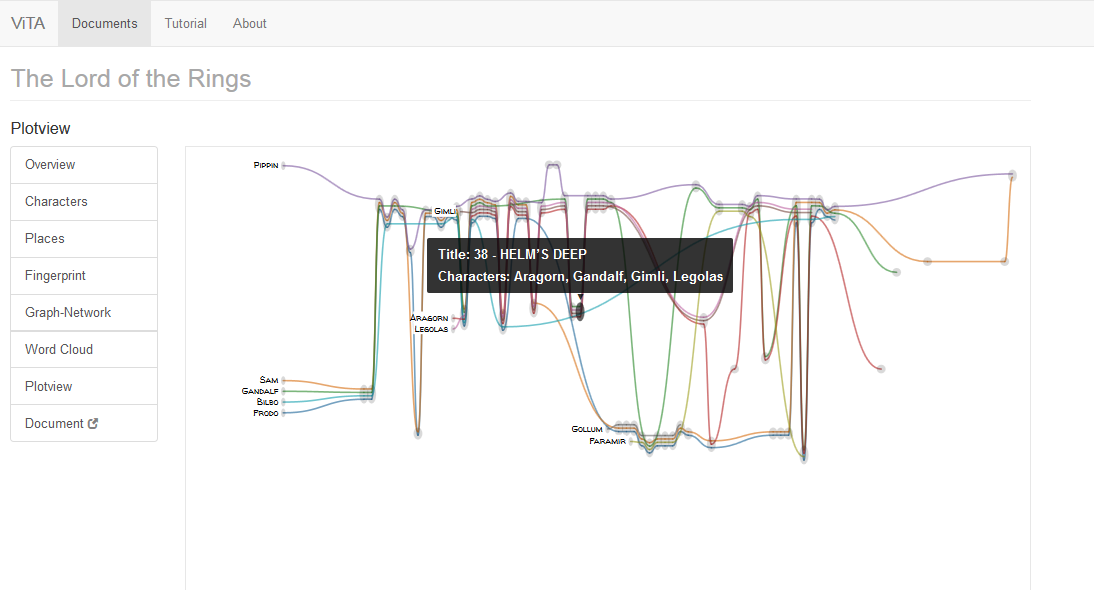 ViTA Documents Tutorial About
The Lord of the Rings
Plotview
Overview
Characters
Places
Fingerprint
Graph-Network
Word Cloud
Plotview
Document
Pippin
Gimli
Title: 38 - HELM'S DEEP
Characters: Aragorn, Gandalf, Gimli, Legolas
Aragorn
Legolas
Sam
Gandalf
Bilbo
Frodo
Gollum
Faramir